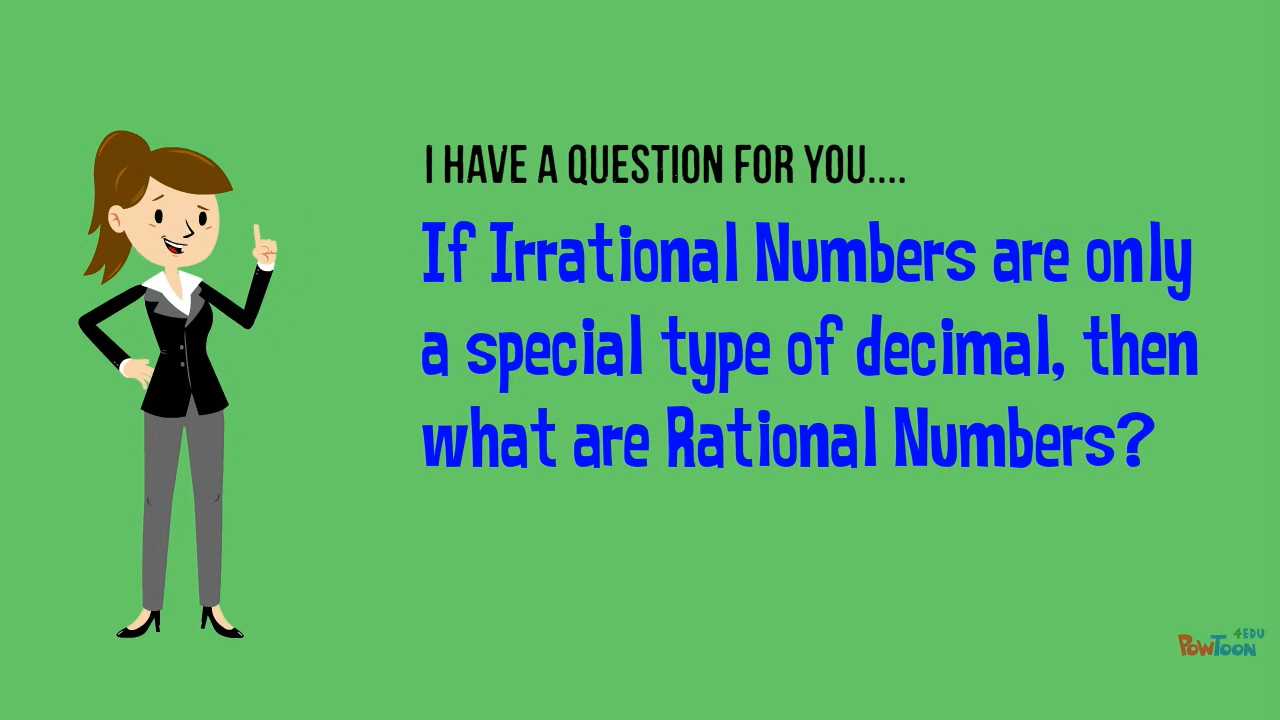 I HAVE A QUESTION FOR YOU....
If Irrational Numbers are only
a special type of decimal, then
what are Rational Numbers?
4EDU
POWTOON